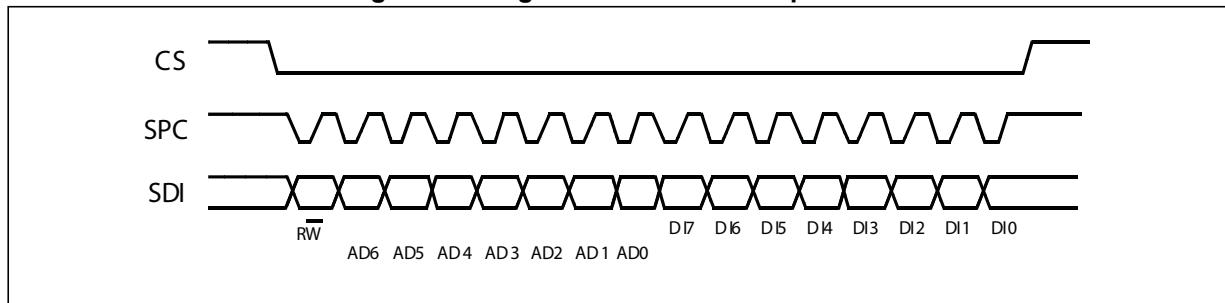 CS
SPC
SDI
RW
DI7 DI6 DI5 DI4 DI3 DI2 DI1 DI0
AD6 AD5 AD4 AD3 AD2 AD1 AD0